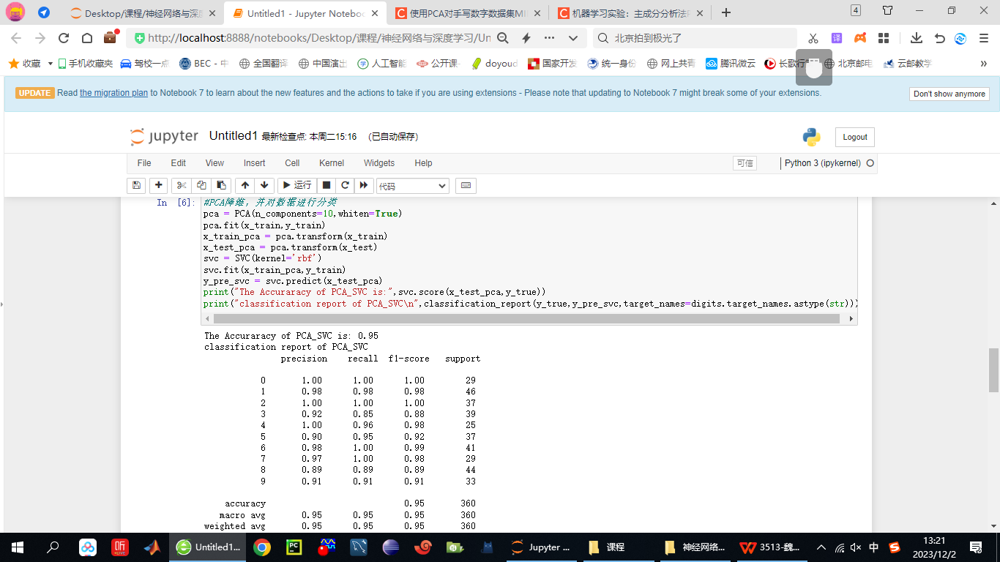 Desktop/课程/神经网络与深度
Untitled1 - Jupyter Noteboo
使用PCA对手写数字数据集MI
机器学习实验：主成分分析法P
4
http://localhost:8888/notebooks/Desktop/课程/神经网络与深度学习/Un
北京拍到极光了
译
收藏
手机收藏夹
驾校一点
BEC - 中
全国翻译
中国演出
人工智能
公开课
doyoud
国家开发
统一身份
网上共青
腾讯微云
长歌行
北京邮电
云邮教学
UPDATE Read the migration plan to Notebook 7 to learn about the new features and the actions to take if you are using extensions - Please note that updating to Notebook 7 might break some of your extensions.
Don't show anymore
jupyter Untitled1 最新检查点: 本周二15:16 (已自动保存)
Logout
File Edit View Insert Cell Kernel Widgets Help
可信
Python 3 (ipykernel)
运行
代码
In [6]:
#PCA降维，并对数据进行分类
pca = PCA(n_components=10,whiten=True)
pca.fit(x_train,y_train)
x_train_pca = pca.transform(x_train)
x_test_pca = pca.transform(x_test)
svc = SVC(kernel='rbf')
svc.fit(x_train_pca,y_train)
y_pre_svc = svc.predict(x_test_pca)
print("The Accuraracy of PCA_SVC is:",svc.score(x_test_pca,y_true))
print("classification report of PCA_SVC\n",classification_report(y_true,y_pre_svc,target_names=digits.target_names.astype(str)))
The Accuraracy of PCA_SVC is: 0.95
classification report of PCA_SVC
precision recall f1-score support
0 1.00 1.00 1.00 29
1 0.98 0.98 0.98 46
2 1.00 1.00 1.00 37
3 0.92 0.85 0.88 39
4 1.00 0.96 0.98 25
5 0.90 0.95 0.92 37
6 0.98 1.00 0.99 41
7 0.97 1.00 0.98 29
8 0.89 0.89 0.89 44
9 0.91 0.91 0.91 33
accuracy 0.95 360
macro avg 0.95 0.95 0.95 360
weighted avg 0.95 0.95 0.95 360
Untitled1...
Jupyter ...
课程
神经网络...
3513-魏...
中
13:21
2023/12/2